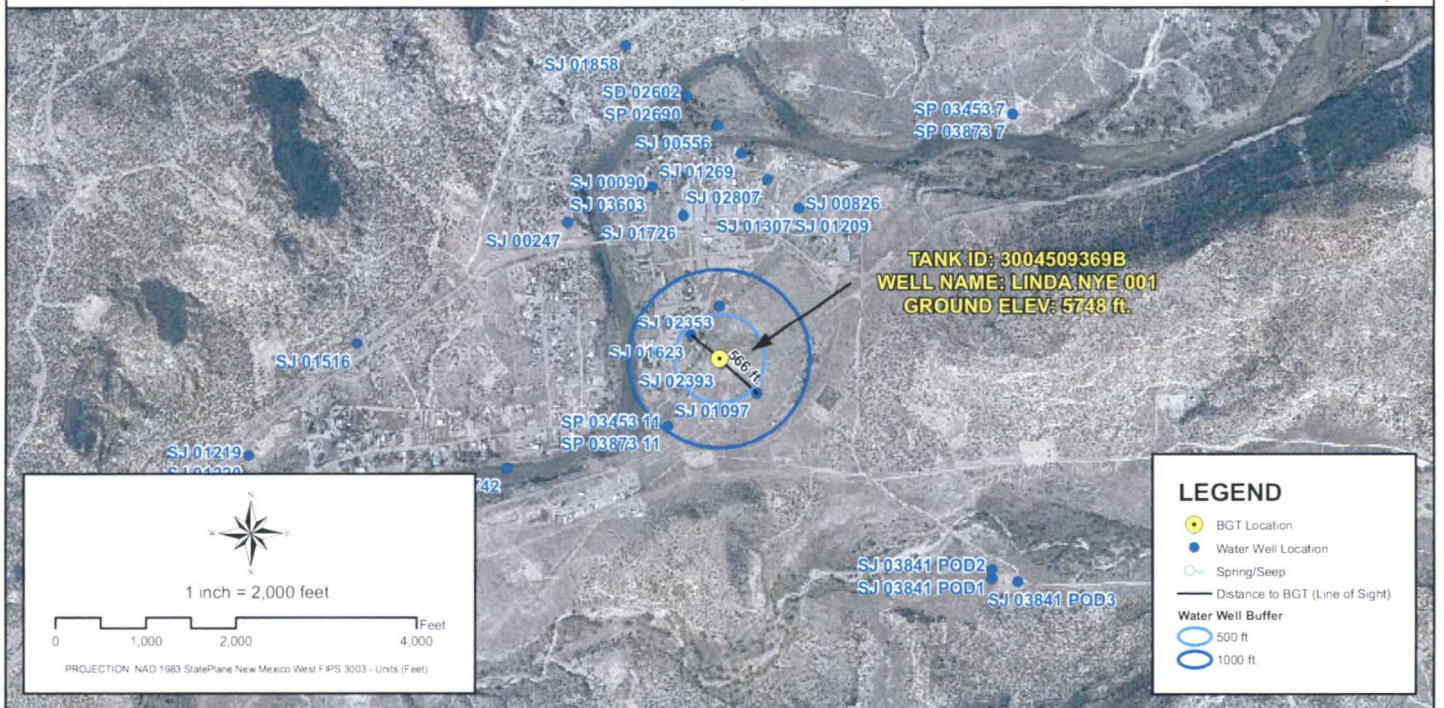 SJ 01858
SD 02602
SP 02690
SP 03453 7
SP 03873 7
SJ 00556
SJ 01269
SJ 00090
SJ 02807
SJ 03603
SJ 00826
SJ 01307
SJ 01209
SJ 01726
SJ 00247
TANK ID: 3004509369B
WELL NAME: LINDA NYE 001
GROUND ELEV: 5748 ft.
SJ 02353
SJ 01623
566 ft.
SJ 01516
SJ 02393
SJ 01097
SP 03453 11
SP 03873 11
SJ 01219
742
SJ 03841 POD2
SJ 03841 POD1
SJ 03841 POD3
N
W
E
S
1 inch = 2,000 feet
Feet
0 1,000 2,000 4,000
PROJECTION NAD 1983 StatePlane New Mexico West FIPS 3003 - Units (Feet)
LEGEND
BGT Location
Water Well Location
Spring/Seep
Distance to BGT (Line of Sight)
Water Well Buffer
500 ft
1000 ft.